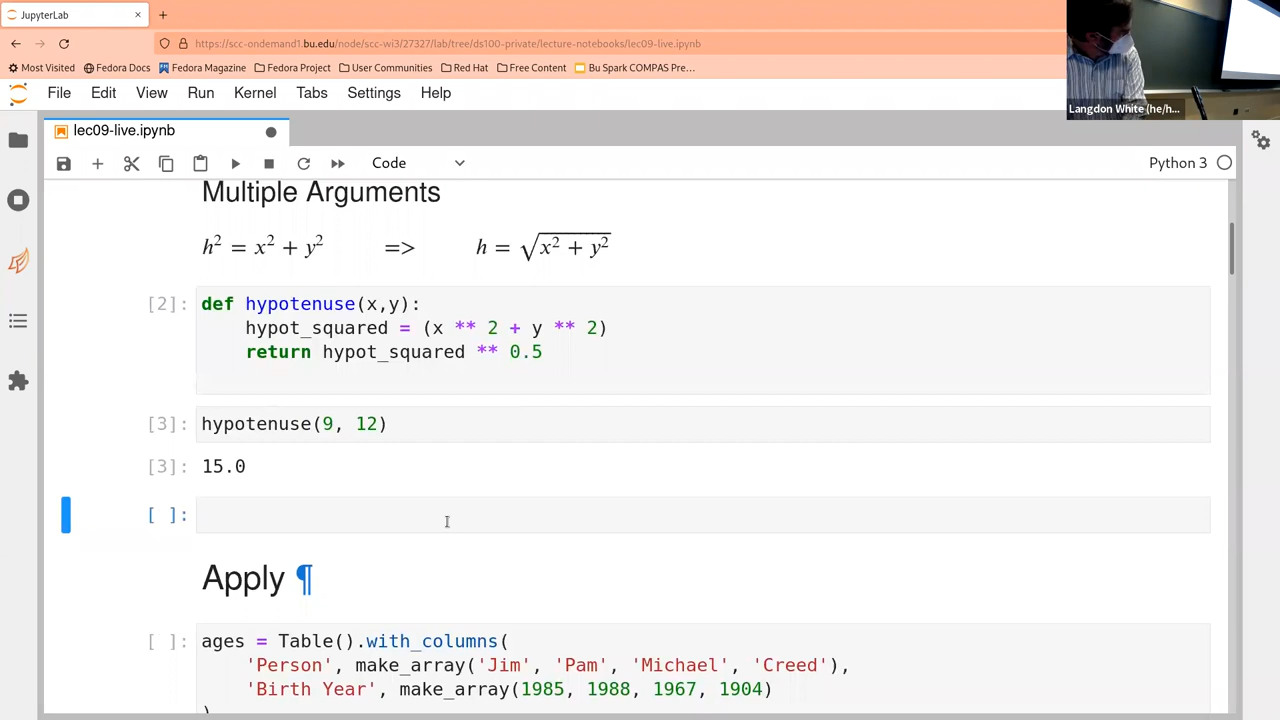 JupyterLab
https://scc-ondemand1.bu.edu/node/scc-wi3/27327/lab/tree/ds100-private/lecture-notebooks/lec09-live.ipynb
Most Visited Fedora Docs Fedora Magazine Fedora Project User Communities Red Hat Free Content Bu Spark COMPAS Pre...
Langdon White (he/h...
File Edit View Run Kernel Tabs Settings Help
lec09-live.ipynb
Code
Python 3
Multiple Arguments
h² = x² + y² => h = √x² + y²
[2]: def hypotenuse(x,y):
hypot_squared = (x ** 2 + y ** 2)
return hypot_squared ** 0.5
[3]: hypotenuse(9, 12)
[3]: 15.0
[ ]:
Apply ¶
[ ]: ages = Table().with_columns(
'Person', make_array('Jim', 'Pam', 'Michael', 'Creed'),
'Birth Year', make_array(1985, 1988, 1967, 1904)
)